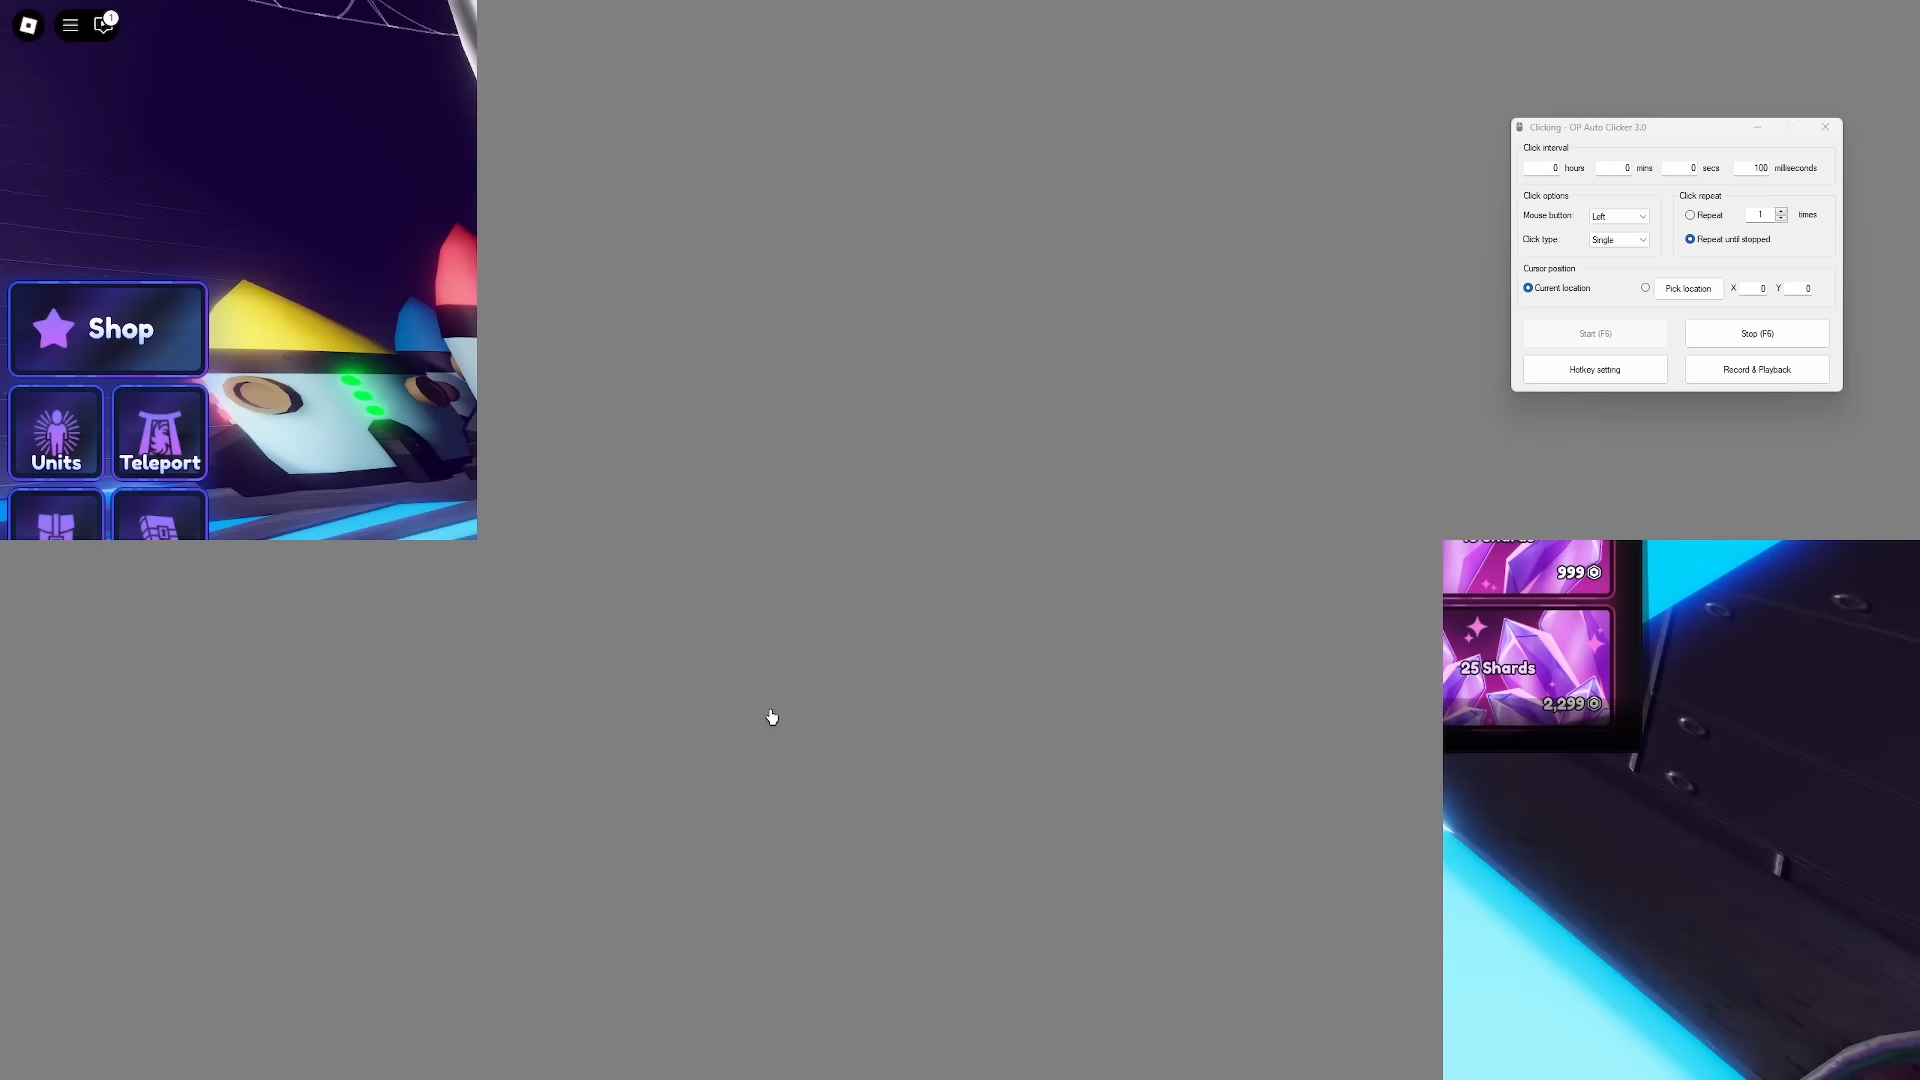 1
Shop
Units
Teleport
Clicking - OP Auto Clicker 3.0
Click interval
0 hours 0 mins 0 secs 100 milliseconds
Click options
Mouse button: Left
Click type: Single
Click repeat
Repeat 1 times
Repeat until stopped
Cursor position
Current location Pick location X 0 Y 0
Start (F6) Stop (F6)
Hotkey setting Record & Playback
999
25 Shards
2,299